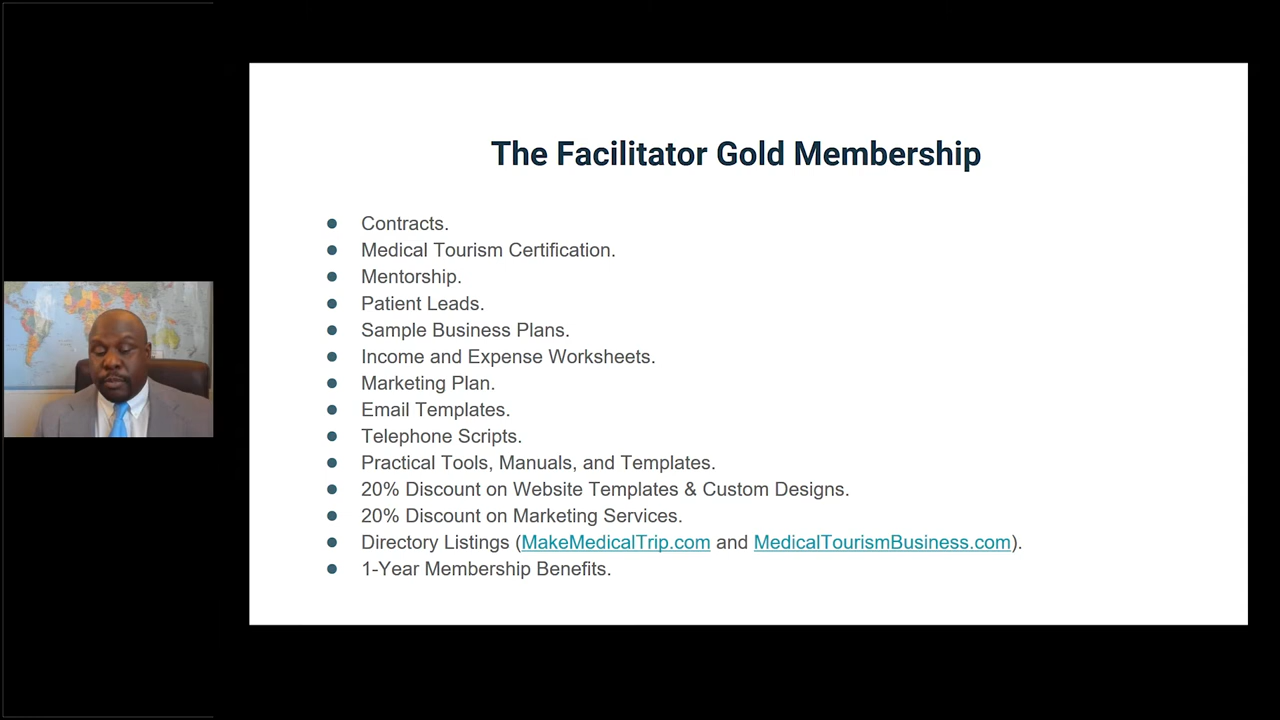 The Facilitator Gold Membership
● Contracts.
● Medical Tourism Certification.
● Mentorship.
● Patient Leads.
● Sample Business Plans.
● Income and Expense Worksheets.
● Marketing Plan.
● Email Templates.
● Telephone Scripts.
● Practical Tools, Manuals, and Templates.
● 20% Discount on Website Templates & Custom Designs.
● 20% Discount on Marketing Services.
● Directory Listings (MakeMedicalTrip.com and MedicalTourismBusiness.com).
● 1-Year Membership Benefits.